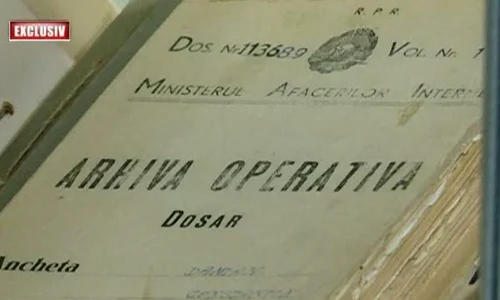 EXCLUSIV
R. P. R.
DOS. Nr. 113689 VOL. Nr. 1
MINISTERUL AFACERILOR INTERNE
ARHIVA OPERATIVA
DOSAR
Ancheta